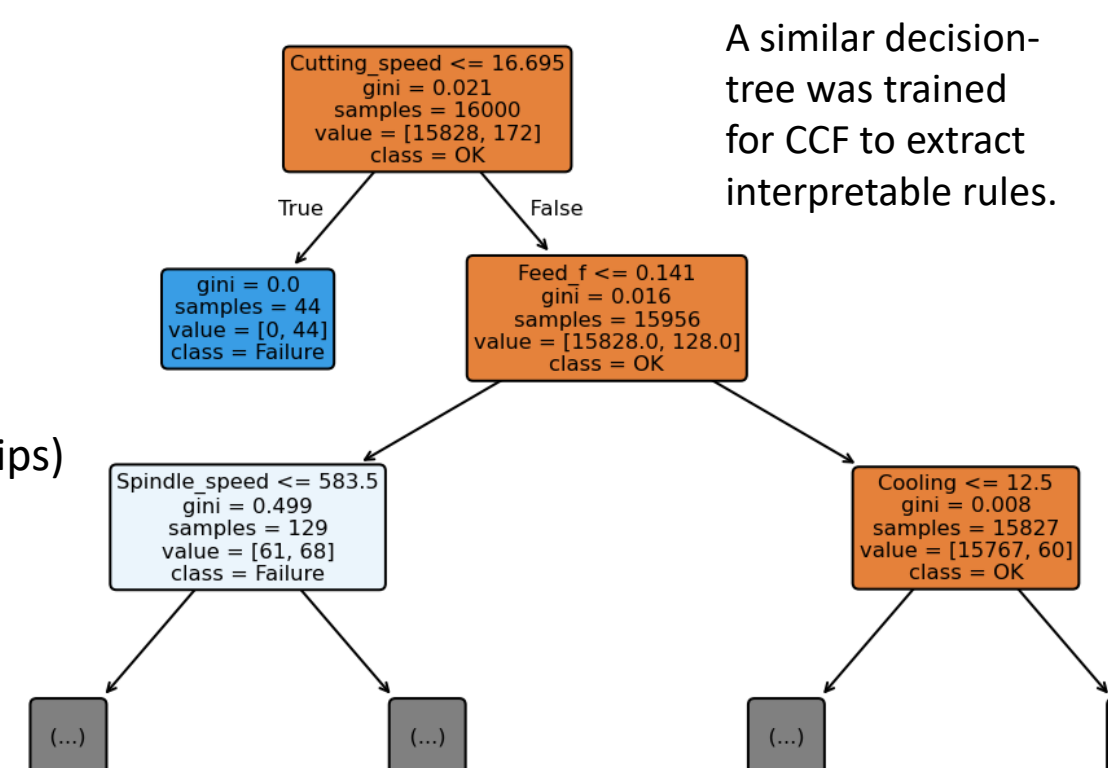 A similar decision-
tree was trained
for CCF to extract
interpretable rules.
Cutting_speed <= 16.695
gini = 0.021
samples = 16000
value = [15828, 172]
class = OK
True
False
gini = 0.0
samples = 44
value = [0, 44]
class = Failure
Feed_f <= 0.141
gini = 0.016
samples = 15956
value = [15828.0, 128.0]
class = OK
ips)
Spindle_speed <= 583.5
gini = 0.499
samples = 129
value = [61, 68]
class = Failure
Cooling <= 12.5
gini = 0.008
samples = 15827
value = [15767, 60]
class = OK
(...)
(...)
(...)